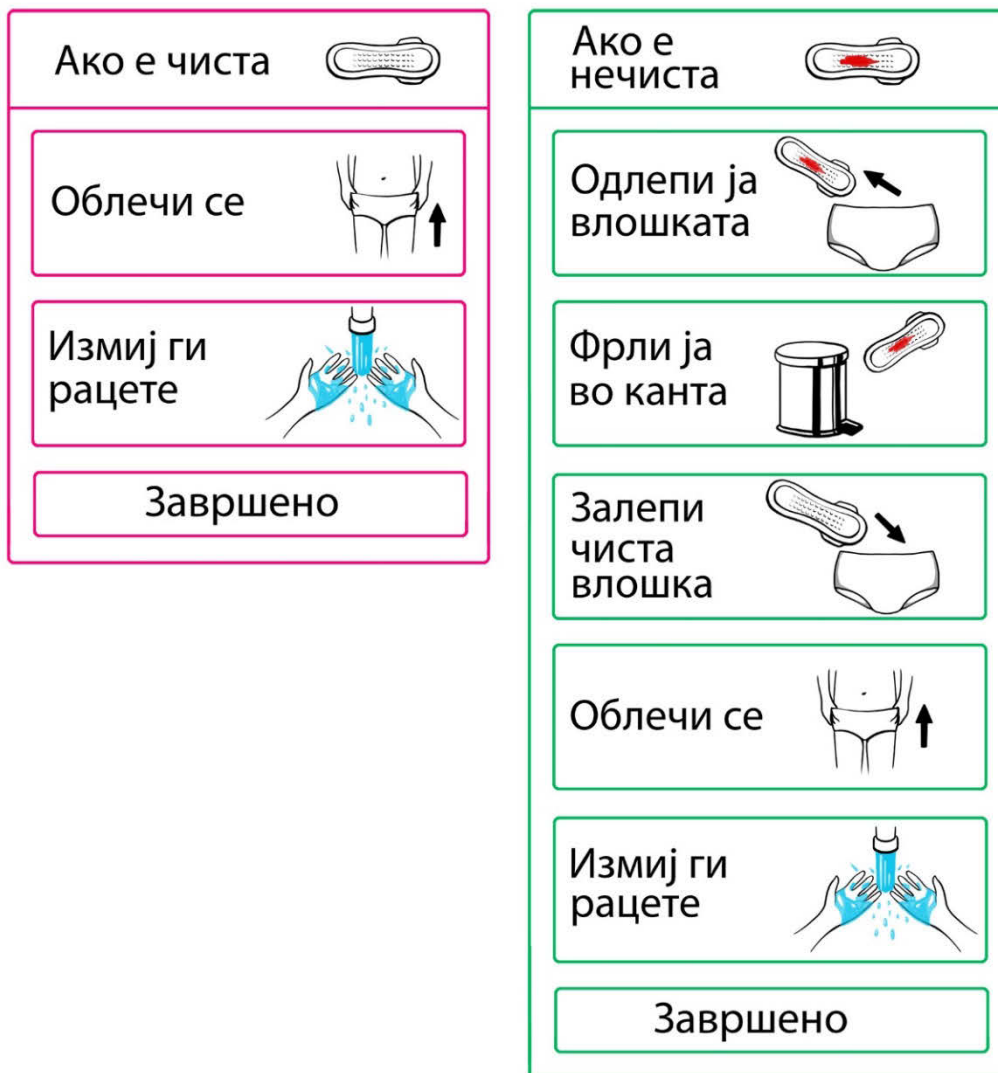 Ако е чиста
Облечи се
Измиј ги
рацете
Завршено
Ако е
нечиста
Одлепи ја
влошката
Фрли ја
во канта
Залепи
чиста
влошка
Облечи се
Измиј ги
рацете
Завршено